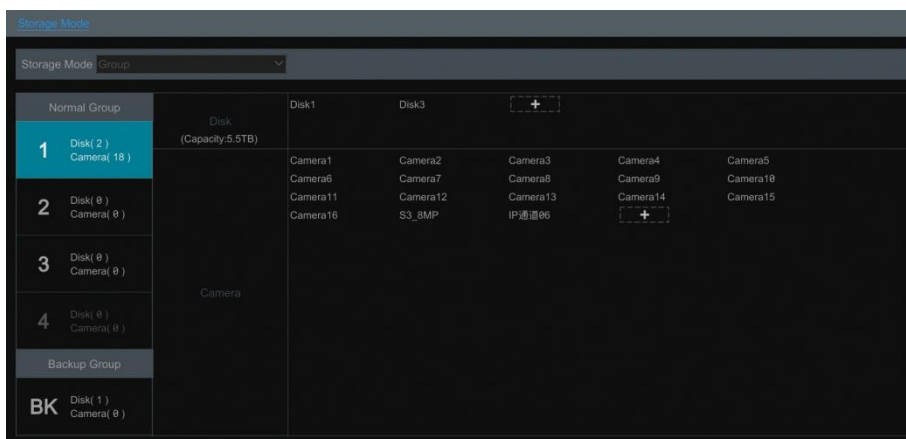 Storage Mode
Storage Mode Group
Normal Group
1
Disk( 2 )
Camera( 18 )
2
Disk( 0 )
Camera( 0 )
3
Disk( 0 )
Camera( 0 )
4
Disk( 0 )
Camera( 0 )
Backup Group
BK
Disk( 1 )
Camera( 0 )
Disk
(Capacity:5.5TB)
Disk1 Disk3 +
Camera
Camera1 Camera2 Camera3 Camera4 Camera5
Camera6 Camera7 Camera8 Camera9 Camera10
Camera11 Camera12 Camera13 Camera14 Camera15
Camera16 S3_8MP IP通道06 +